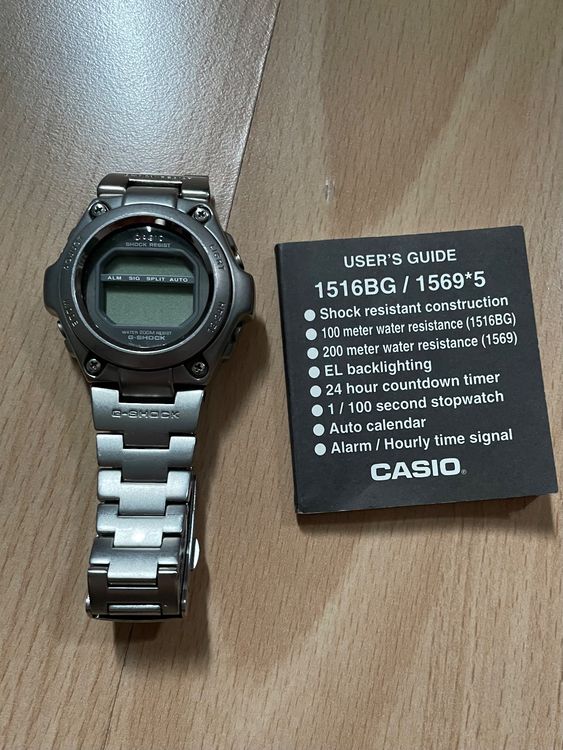 CASIO
SHOCK RESIST
ADJUST
LIGHT
ALM SIG SPLIT AUTO
MODE
WATER 200M RESIST
G-SHOCK
G-SHOCK
USER'S GUIDE
1516BG / 1569*5
● Shock resistant construction
● 100 meter water resistance (1516BG)
● 200 meter water resistance (1569)
● EL backlighting
● 24 hour countdown timer
● 1 / 100 second stopwatch
● Auto calendar
● Alarm / Hourly time signal
CASIO®